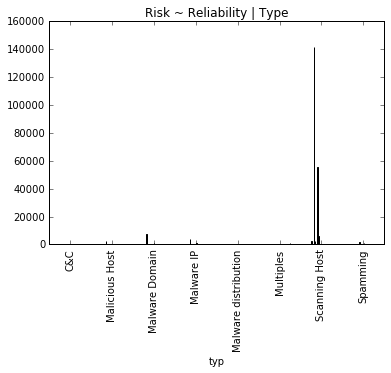 Risk ~ Reliability | Type
160000
140000
120000
100000
80000
60000
40000
20000
0
C&C
Malicious Host
Malware Domain
Malware IP
Malware distribution
Multiples
Scanning Host
Spamming
typ